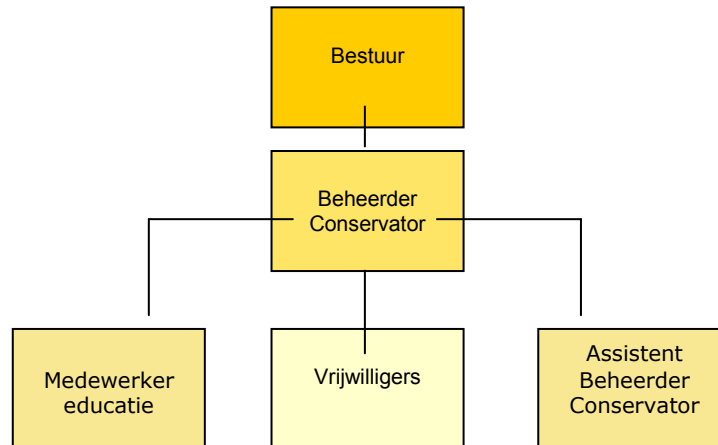 Bestuur
Beheerder
Conservator
Medewerker
educatie
Vrijwilligers
Assistent
Beheerder
Conservator